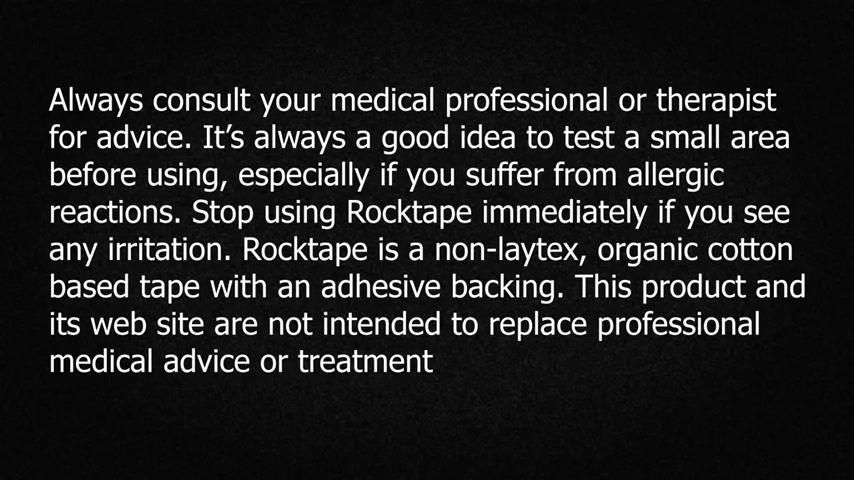 Always consult your medical professional or therapist
for advice. It’s always a good idea to test a small area
before using, especially if you suffer from allergic
reactions. Stop using Rocktape immediately if you see
any irritation. Rocktape is a non-laytex, organic cotton
based tape with an adhesive backing. This product and
its web site are not intended to replace professional
medical advice or treatment